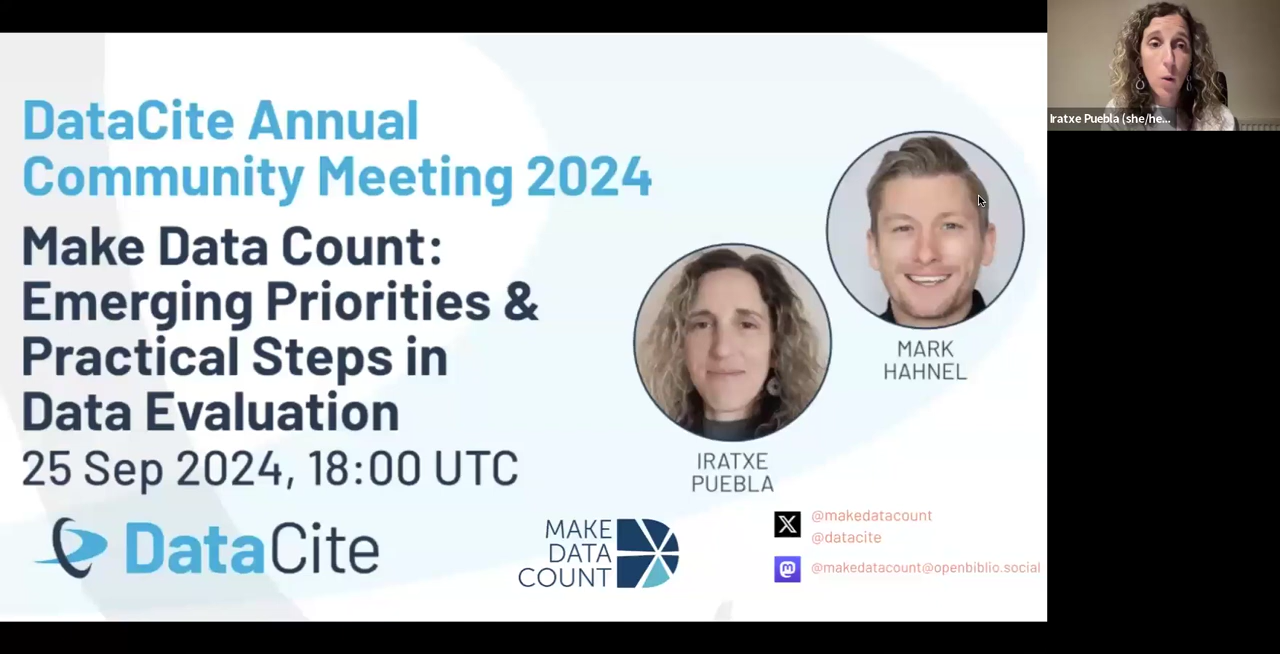 DataCite Annual
Community Meeting 2024
Make Data Count:
Emerging Priorities &
Practical Steps in
Data Evaluation
25 Sep 2024, 18:00 UTC
DataCite
MAKE
DATA
COUNT
IRATXE
PUEBLA
MARK
HAHNEL
@makedatacount
@datacite
@makedatacount@openbiblio.social
Iratxe Puebla (she/he...